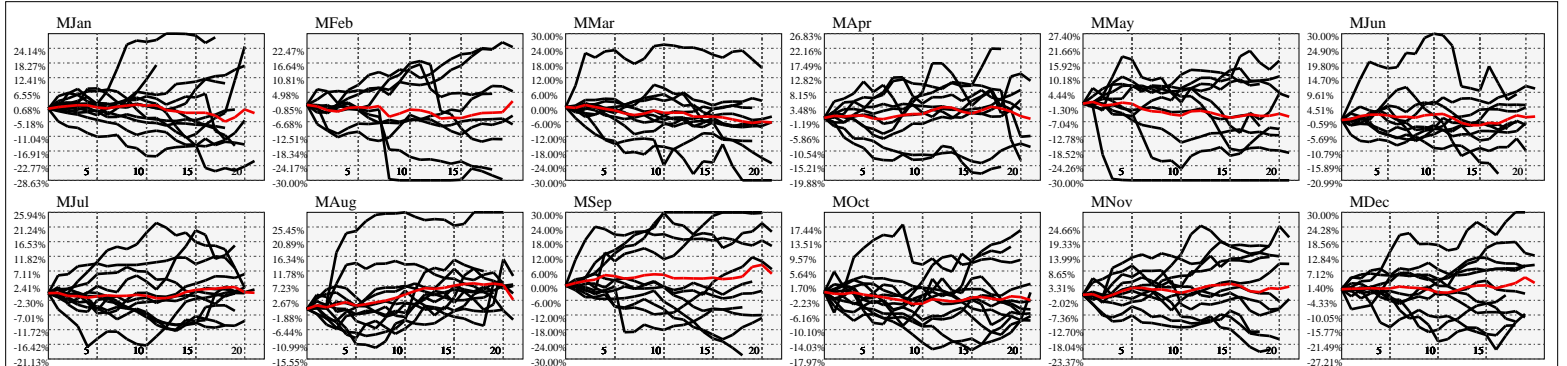 MJan MFeb MMar MApr MMay MJun
24.14% 22.47% 30.00% 26.83% 27.40% 30.00%
18.27% 16.64% 24.00% 22.16% 21.66% 24.90%
12.41% 10.81% 18.00% 17.49% 15.92% 19.80%
6.55% 4.98% 12.00% 12.82% 10.18% 14.70%
0.68% -0.85% 6.00% 8.15% 4.44% 9.61%
-5.18% -6.68% 0.00% 3.48% -1.30% 4.51%
-11.04% -12.51% -6.00% -1.19% -7.04% -0.59%
-16.91% -18.34% -12.00% -5.86% -12.78% -5.69%
-22.77% -24.17% -18.00% -10.54% -18.52% -10.79%
-28.63% -30.00% -24.00% -15.21% -24.26% -15.89%
-30.00% -19.88% -30.00% -20.99%
5 10 15 20 5 10 15 20 5 10 15 20 5 10 15 20 5 10 15 20 5 10 15 20
MJul MAug MSep MOct MNov MDec
25.94% 25.45% 30.00% 17.44% 24.66% 30.00%
21.24% 20.89% 24.00% 13.51% 19.33% 24.28%
16.53% 16.34% 18.00% 9.57% 13.99% 18.56%
11.82% 11.78% 12.00% 5.64% 8.65% 12.84%
7.11% 7.23% 6.00% 1.70% 3.31% 7.12%
2.41% 2.67% 0.00% -2.23% -2.02% 1.40%
-2.30% -1.88% -6.00% -6.16% -7.36% -4.33%
-7.01% -6.44% -12.00% -10.10% -12.70% -10.05%
-11.72% -10.99% -18.00% -14.03% -18.04% -15.77%
-16.42% -15.55% -24.00% -17.97% -23.37% -21.49%
-21.13% -30.00% -27.21%
5 10 15 20 5 10 15 20 5 10 15 20 5 10 15 20 5 10 15 20 5 10 15